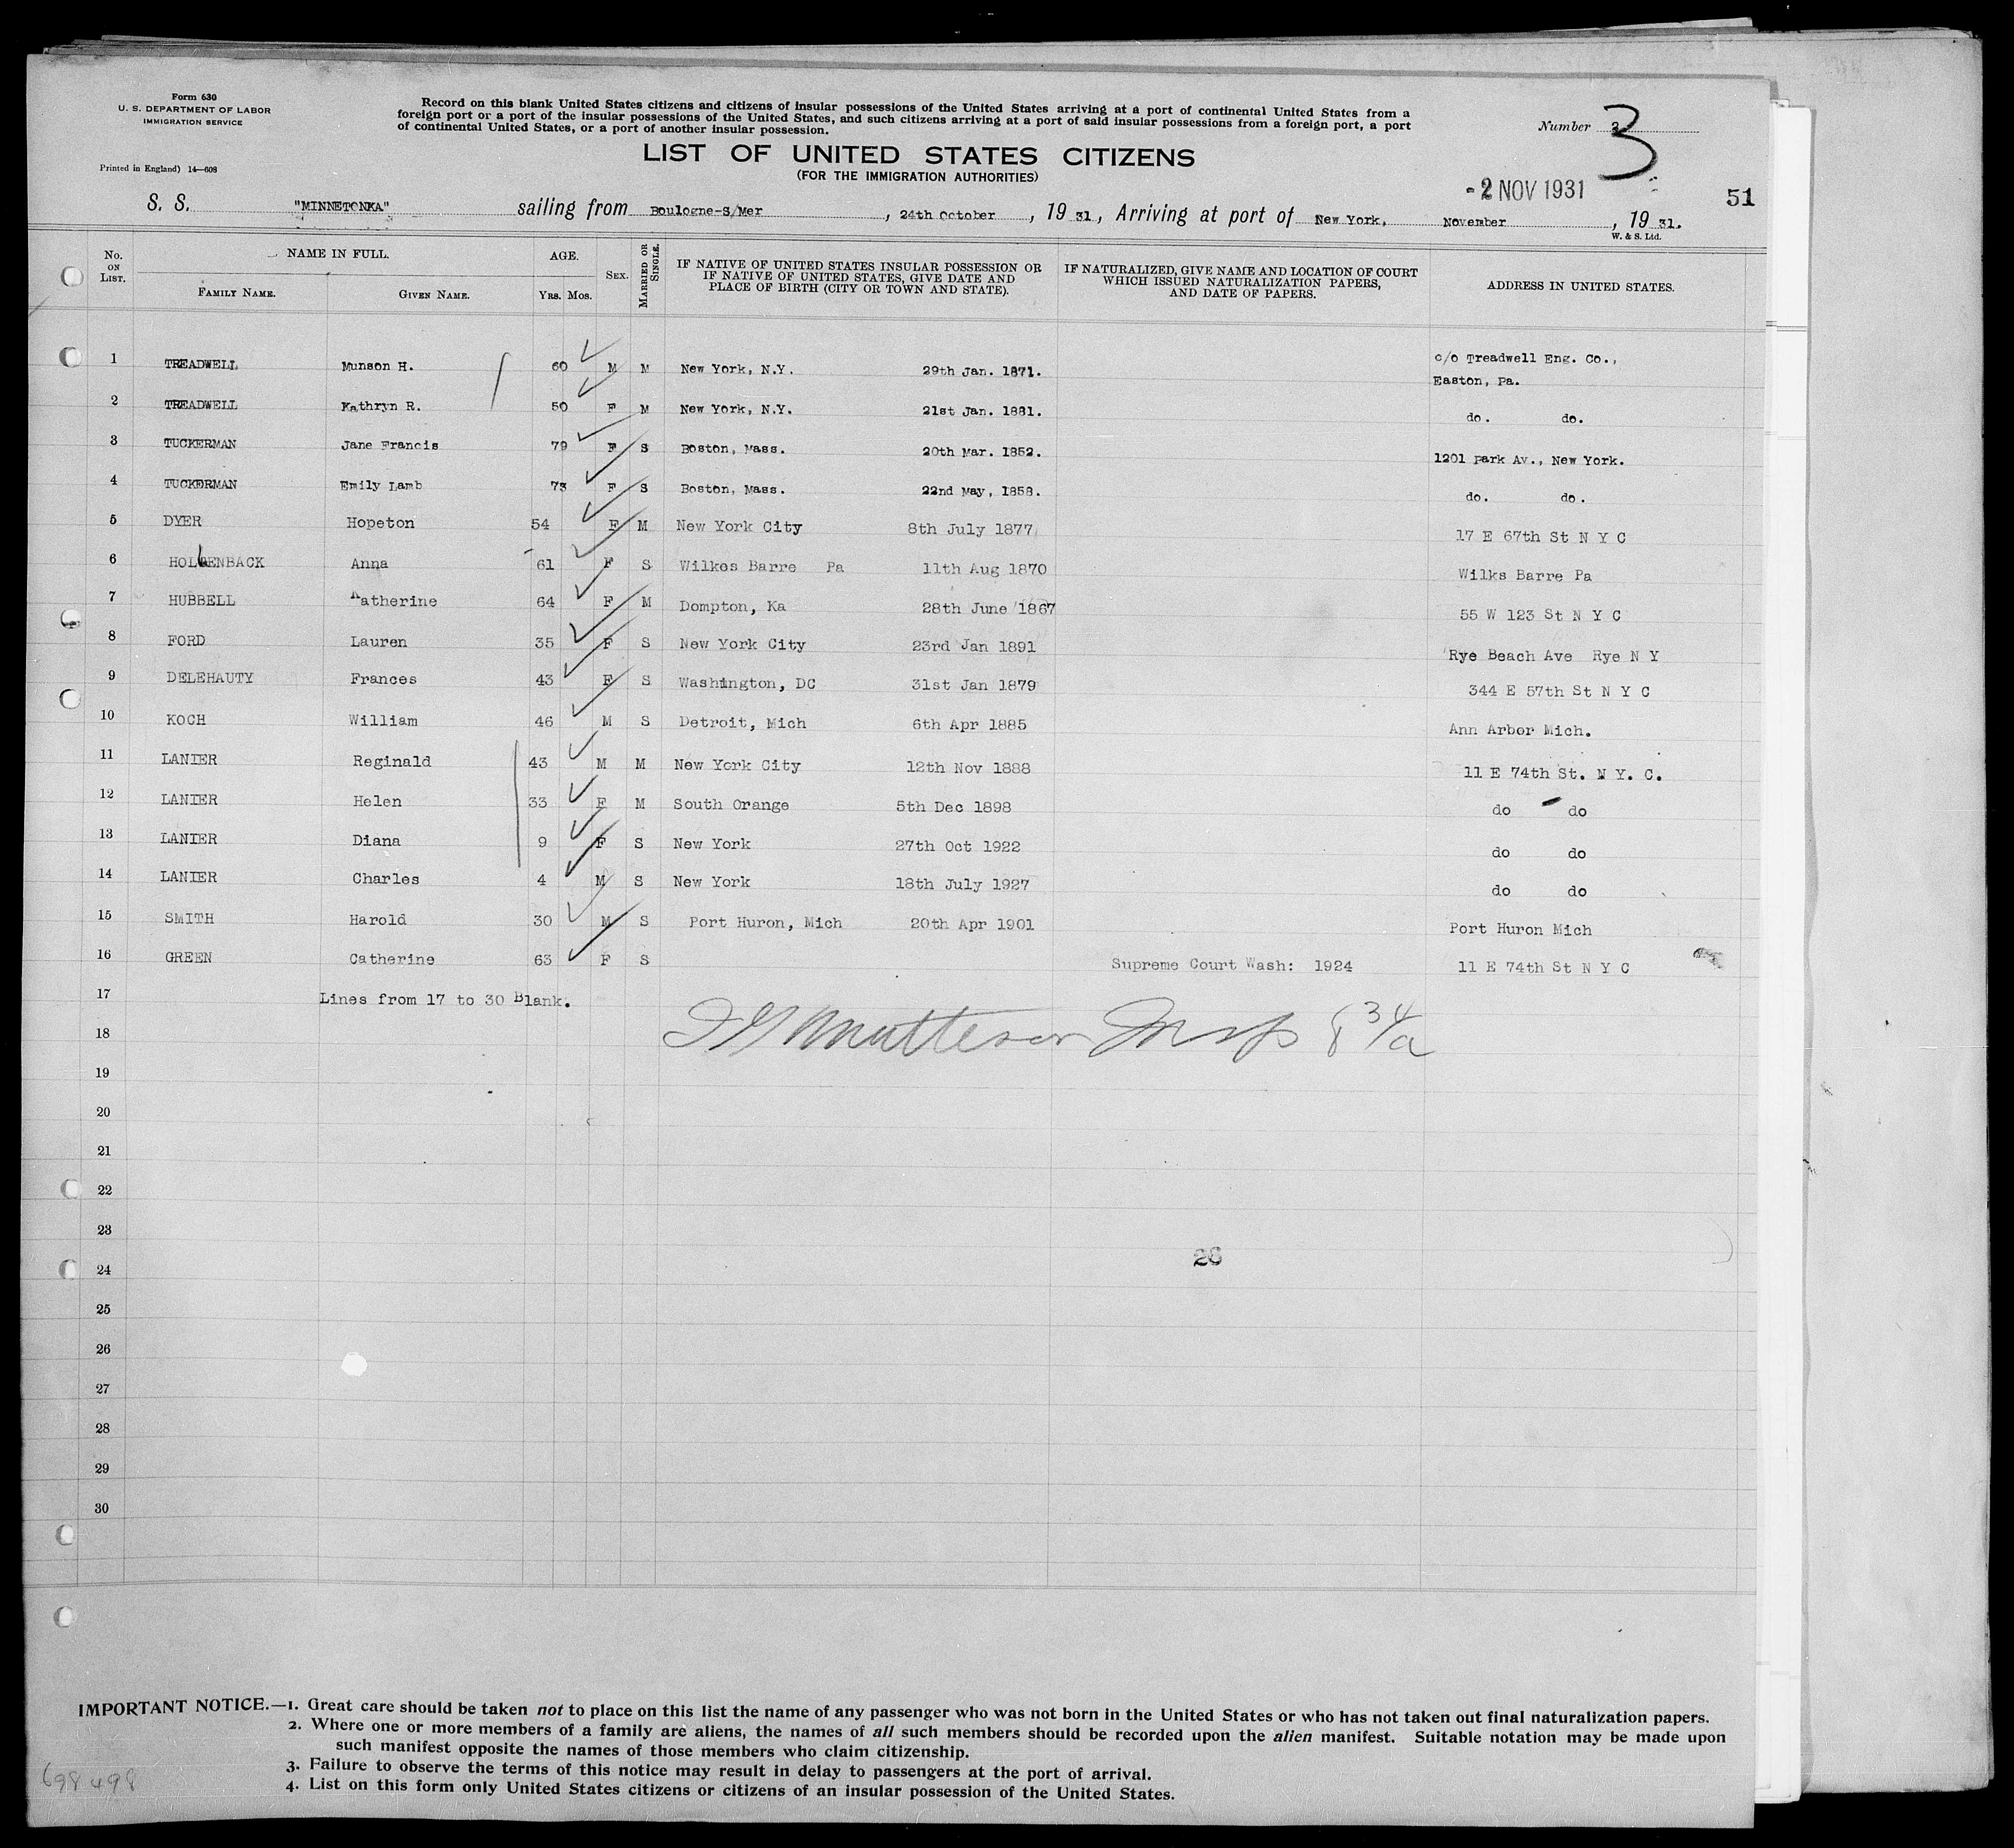 Form 630
U. S. DEPARTMENT OF LABOR
IMMIGRATION SERVICE
Printed in England) 14—608
Record on this blank United States citizens and citizens of insular possessions of the United States arriving at a port of continental United States from a
foreign port or a port of the insular possessions of the United States, and such citizens arriving at a port of said insular possessions from a foreign port, a port
of continental United States, or a port of another insular possession.
Number 3
LIST OF UNITED STATES CITIZENS
(FOR THE IMMIGRATION AUTHORITIES)
- 2 NOV 1931
51
S. S. "MINNETONKA" sailing from Boulogne-S/Mer, 24th October, 19 31, Arriving at port of New York, November, 19 31.
W. & S. Ltd.
No. ON LIST. NAME IN FULL. FAMILY NAME. GIVEN NAME. AGE. YRS. MOS. SEX. MARRIED OR SINGLE. IF NATIVE OF UNITED STATES INSULAR POSSESSION OR IF NATIVE OF UNITED STATES, GIVE DATE AND PLACE OF BIRTH (CITY OR TOWN AND STATE). IF NATURALIZED, GIVE NAME AND LOCATION OF COURT WHICH ISSUED NATURALIZATION PAPERS, AND DATE OF PAPERS. ADDRESS IN UNITED STATES.
1 TREADWELL Munson H. 60 M M New York, N.Y. 29th Jan. 1871. c/o Treadwell Eng. Co.,
Easton, Pa.
2 TREADWELL Kathryn R. 50 F M New York, N.Y. 21st Jan. 1881. do. do.
3 TUCKERMAN Jane Francis 79 F S Boston, Mass. 20th Mar. 1852. 1201 Park Av., New York.
4 TUCKERMAN Emily Lamb 73 F S Boston, Mass. 22nd May, 1858. do. do.
5 DYER Hopeton 54 F M New York City 8th July 1877 17 E 67th St N Y C
6 HOLLENBACK Anna 61 F S Wilkes Barre Pa 11th Aug 1870 Wilks Barre Pa
7 HUBBELL Katherine 64 F M Dompton, Ka 28th June 1867 55 W 123 St N Y C
8 FORD Lauren 35 F S New York City 23rd Jan 1891 Rye Beach Ave Rye N Y
9 DELEHAUTY Frances 43 F S Washington, DC 31st Jan 1879 344 E 57th St N Y C
10 KOCH William 46 M S Detroit, Mich 6th Apr 1885 Ann Arbor Mich.
11 LANIER Reginald 43 M M New York City 12th Nov 1888 11 E 74th St. N Y. C.
12 LANIER Helen 33 F M South Orange 5th Dec 1898 do do
13 LANIER Diana 9 F S New York 27th Oct 1922 do do
14 LANIER Charles 4 M S New York 18th July 1927 do do
15 SMITH Harold 30 M S Port Huron, Mich 20th Apr 1901 Port Huron Mich
16 GREEN Catherine 63 F S Supreme Court Wash: 1924 11 E 74th St N Y C
17 Lines from 17 to 30 Blank.
18
19
20
21
22
23
26
24
25
26
27
28
29
30
IMPORTANT NOTICE.—1. Great care should be taken not to place on this list the name of any passenger who was not born in the United States or who has not taken out final naturalization papers.
2. Where one or more members of a family are aliens, the names of all such members should be recorded upon the alien manifest. Suitable notation may be made upon
such manifest opposite the names of those members who claim citizenship.
3. Failure to observe the terms of this notice may result in delay to passengers at the port of arrival.
4. List on this form only United States citizens or citizens of an insular possession of the United States.
698498